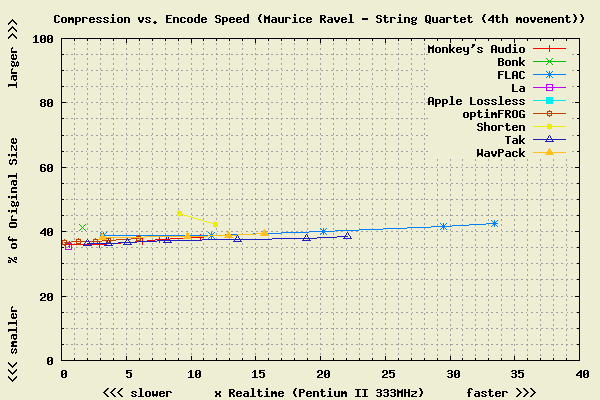 Compression vs. Encode Speed (Maurice Ravel - String Quartet (4th movement))
% of Original Size
<<< smaller
larger >>>
100
80
60
40
20
0
Monkey's Audio
Bonk
FLAC
La
Apple Lossless
optimFROG
Shorten
Tak
WavPack
0 5 10 15 20 25 30 35 40
<<< slower x Realtime (Pentium II 333MHz) faster >>>